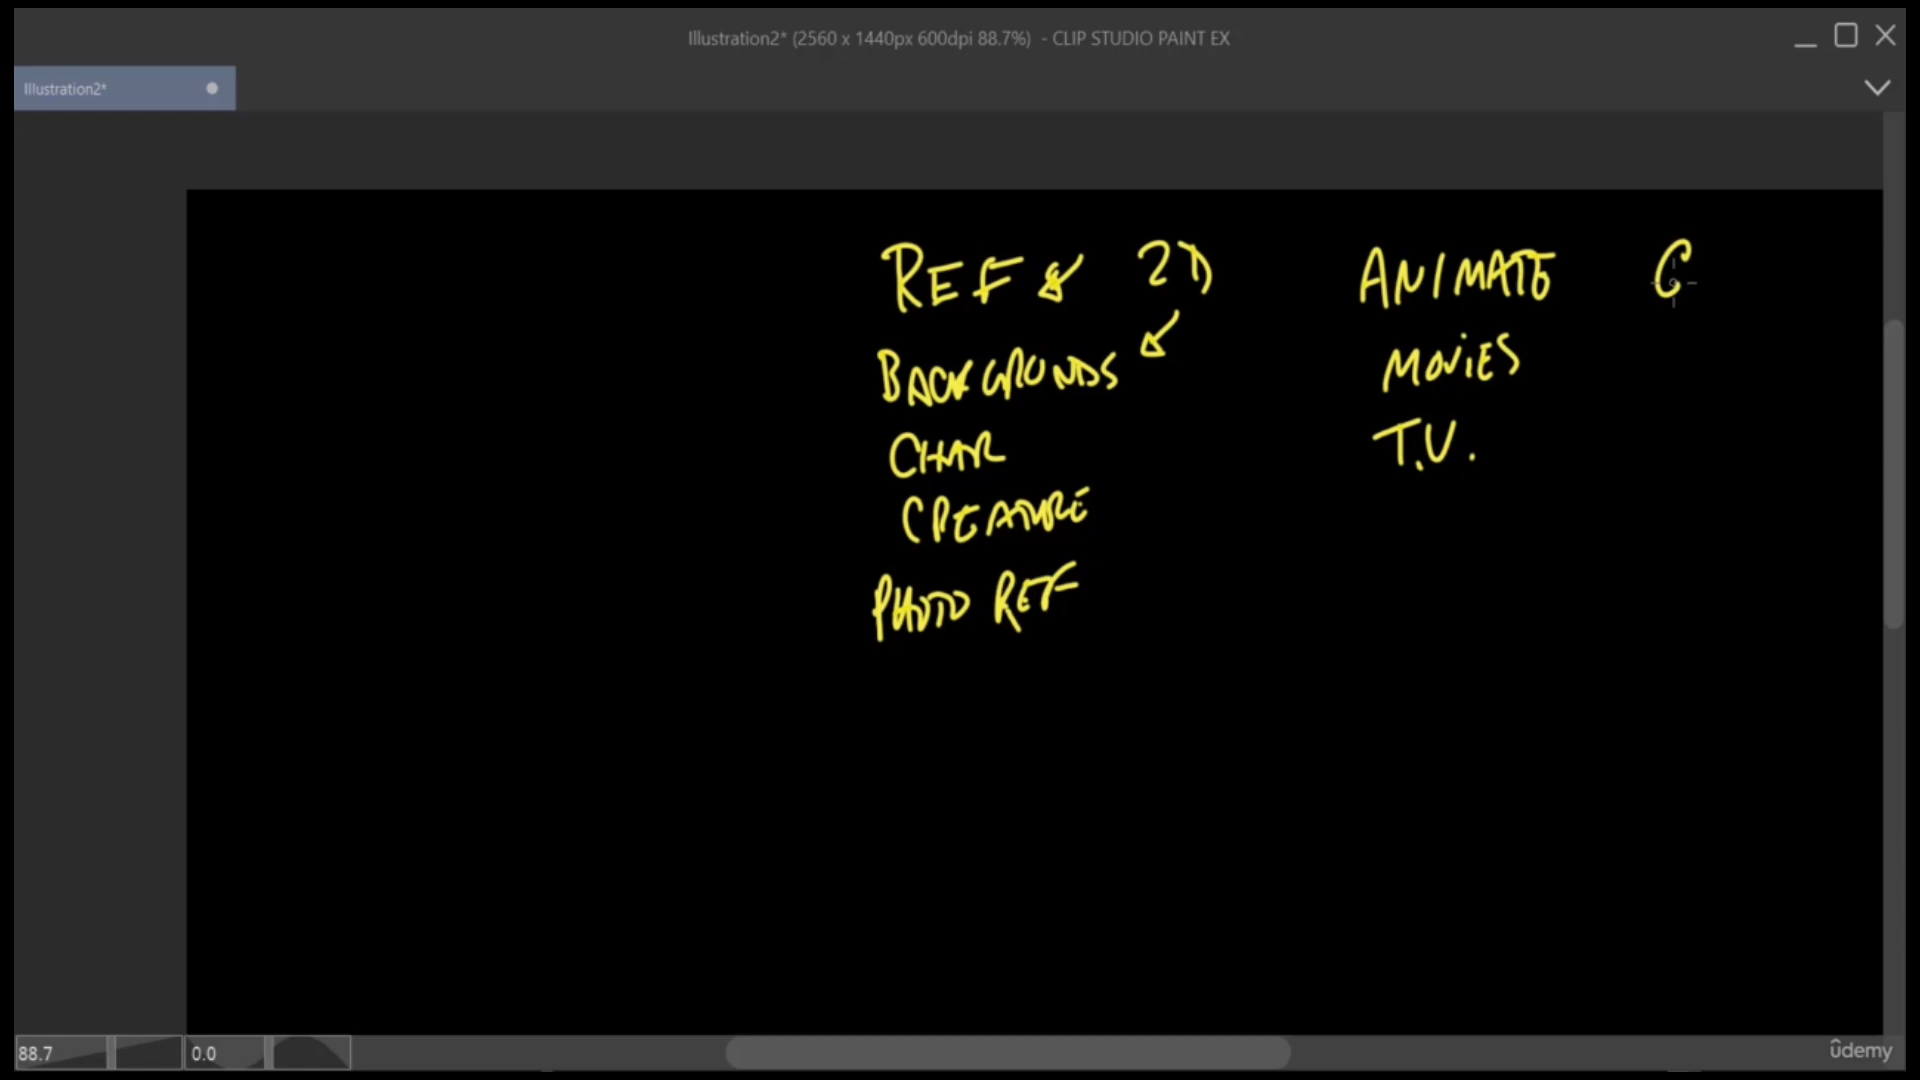 Illustration2* (2560 x 1440px 600dpi 88.7%) - CLIP STUDIO PAINT EX
Illustration2*
REF 2D ANIMATE C
BACKGROUNDS MOVIES
CHAR T.V.
CREATURE
PHOTO REF
88.7 0.0
ûdemy